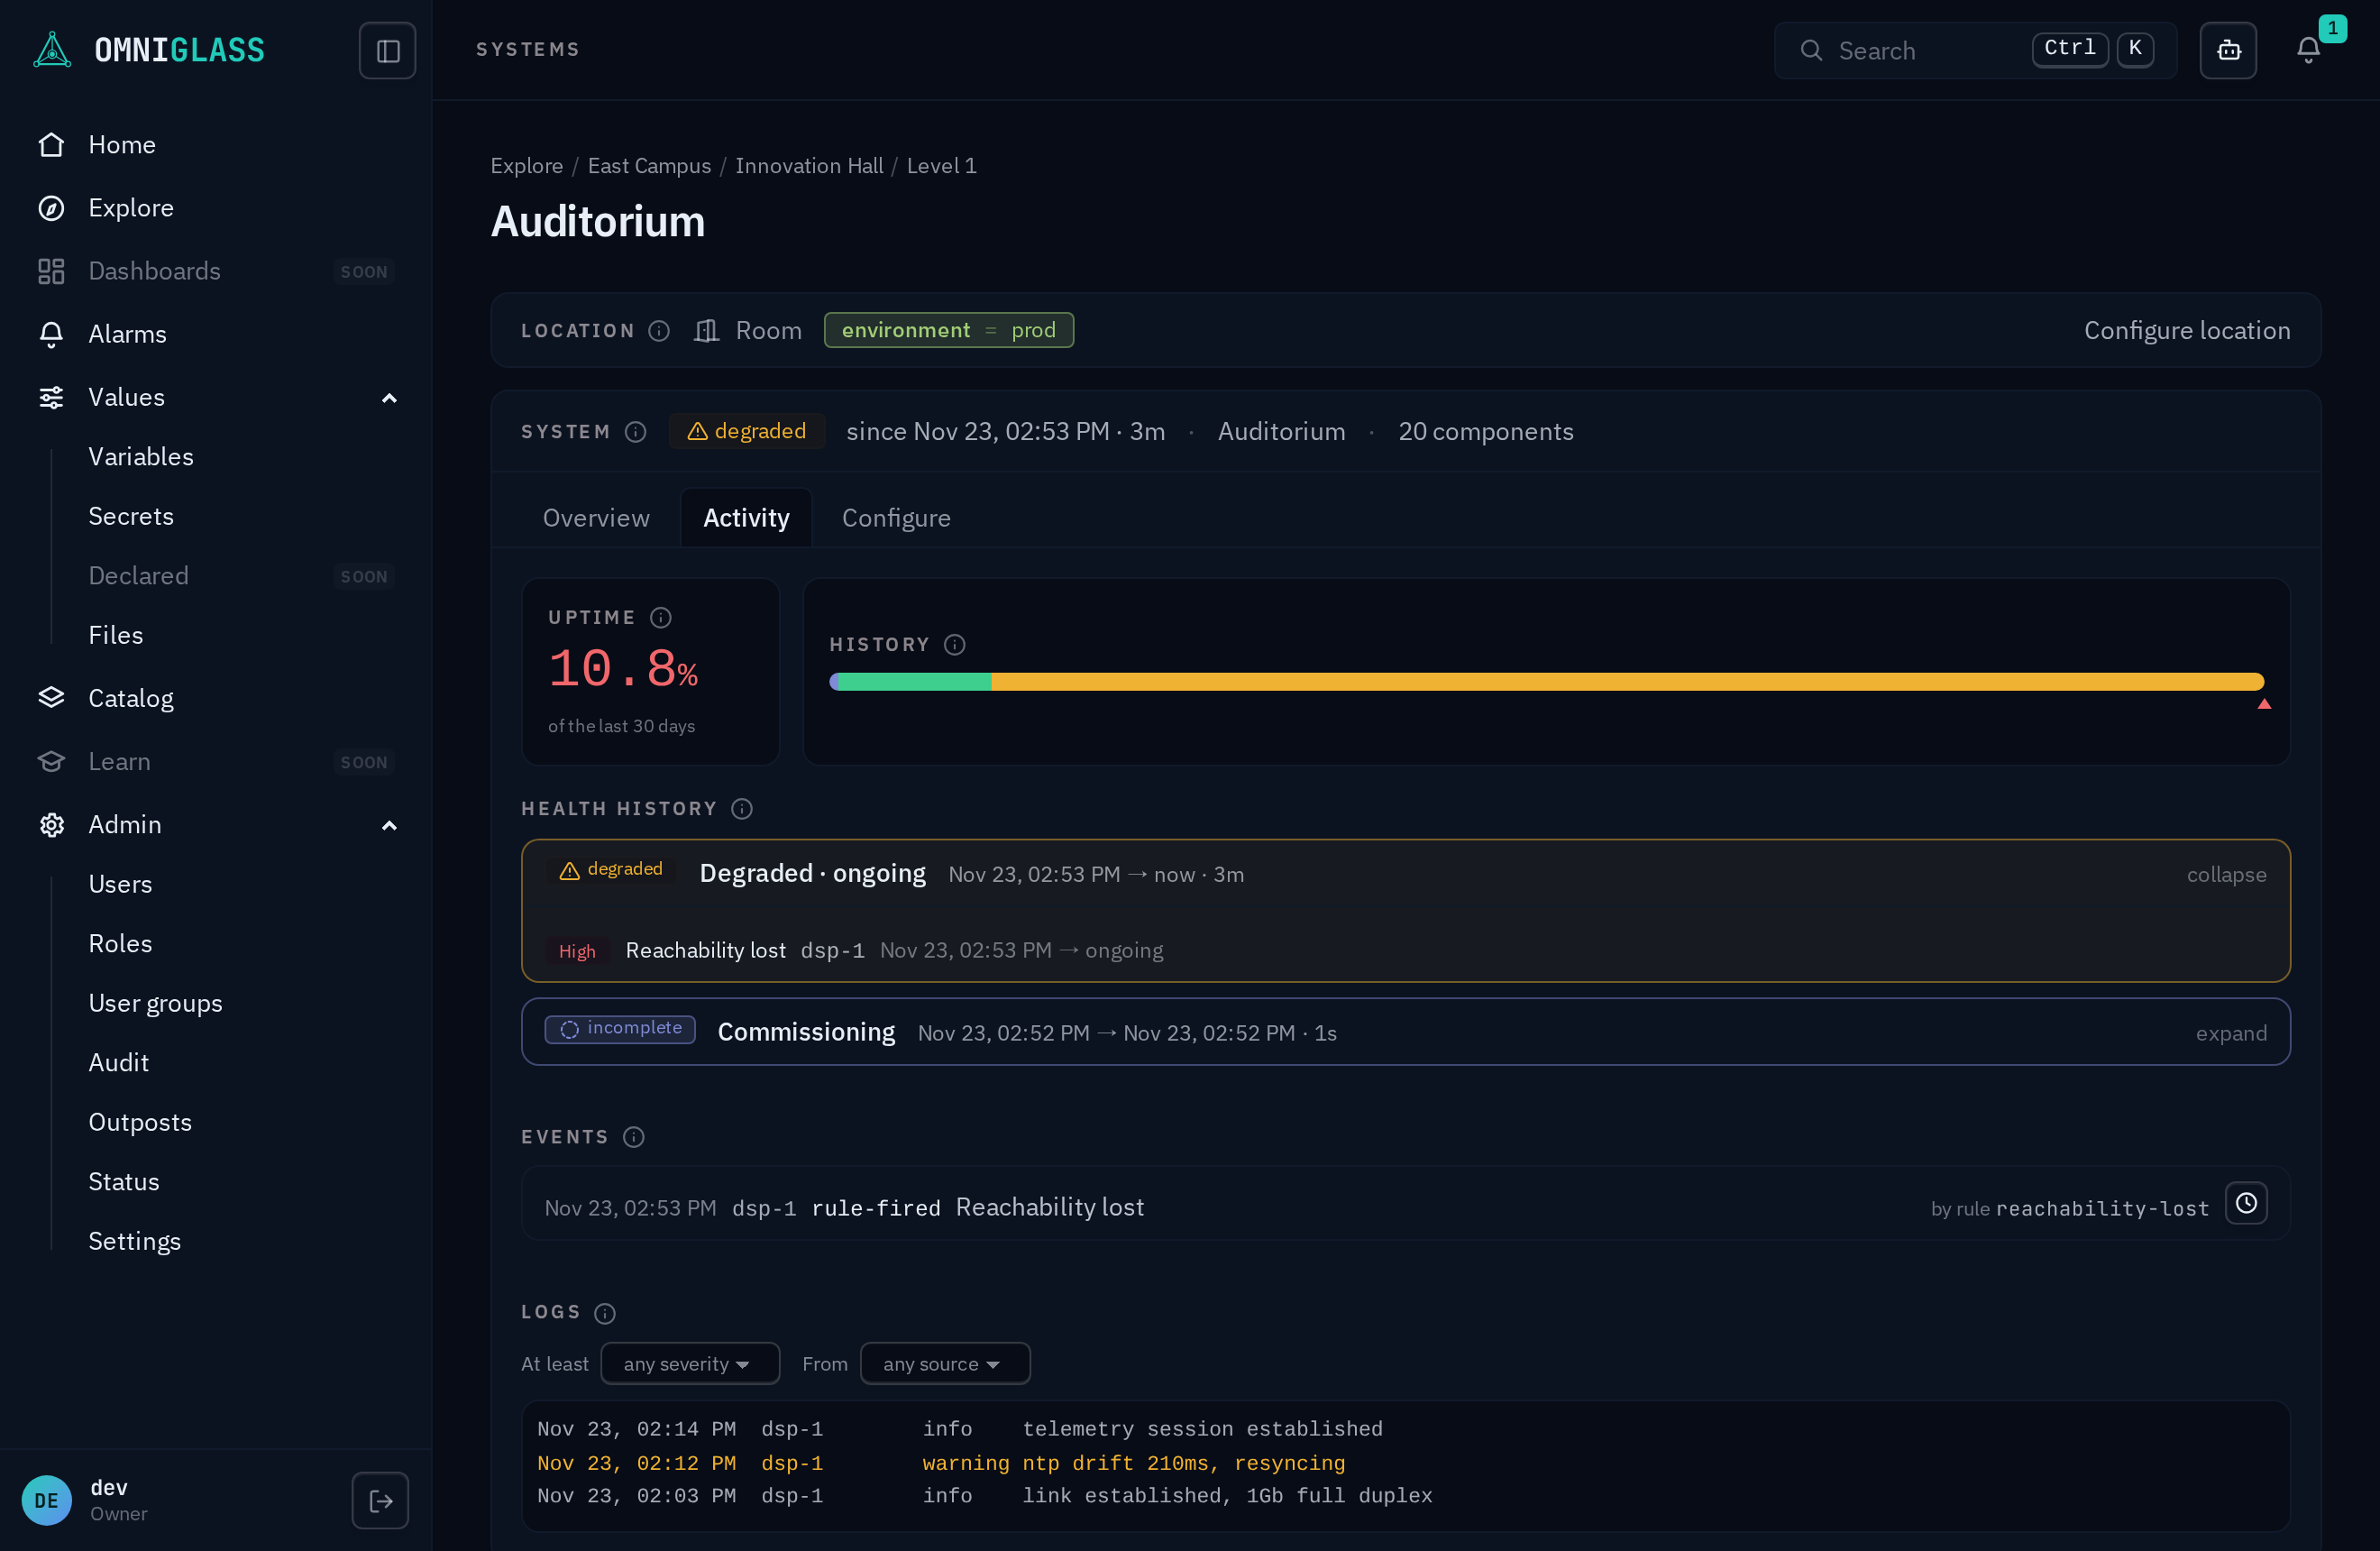 OMNIGLASS
SYSTEMS
Search Ctrl K
1
Home
Explore
Dashboards SOON
Alarms
Values
Variables
Secrets
Declared SOON
Files
Catalog
Learn SOON
Admin
Users
Roles
User groups
Audit
Outposts
Status
Settings
DE dev
Owner
Explore / East Campus / Innovation Hall / Level 1
Auditorium
LOCATION Room environment = prod Configure location
SYSTEM degraded since Nov 23, 02:53 PM · 3m · Auditorium · 20 components
Overview Activity Configure
UPTIME
10.8%
of the last 30 days
HISTORY
HEALTH HISTORY
degraded Degraded · ongoing Nov 23, 02:53 PM → now · 3m collapse
High Reachability lost dsp-1 Nov 23, 02:53 PM → ongoing
incomplete Commissioning Nov 23, 02:52 PM → Nov 23, 02:52 PM · 1s expand
EVENTS
Nov 23, 02:53 PM dsp-1 rule-fired Reachability lost by rule reachability-lost
LOGS
At least any severity From any source
Nov 23, 02:14 PM dsp-1 info telemetry session established
Nov 23, 02:12 PM dsp-1 warning ntp drift 210ms, resyncing
Nov 23, 02:03 PM dsp-1 info link established, 1Gb full duplex